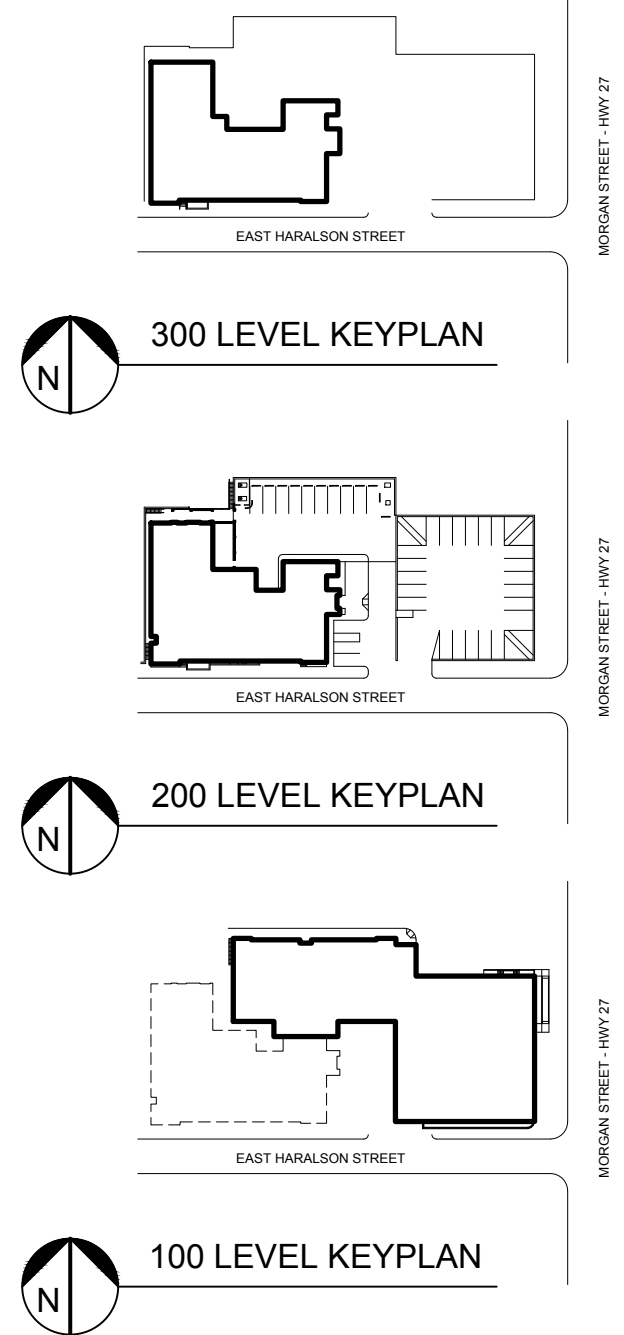 MORGAN STREET - HWY 27
EAST HARALSON STREET
300 LEVEL KEYPLAN
N
MORGAN STREET - HWY 27
EAST HARALSON STREET
200 LEVEL KEYPLAN
N
MORGAN STREET - HWY 27
EAST HARALSON STREET
100 LEVEL KEYPLAN
N